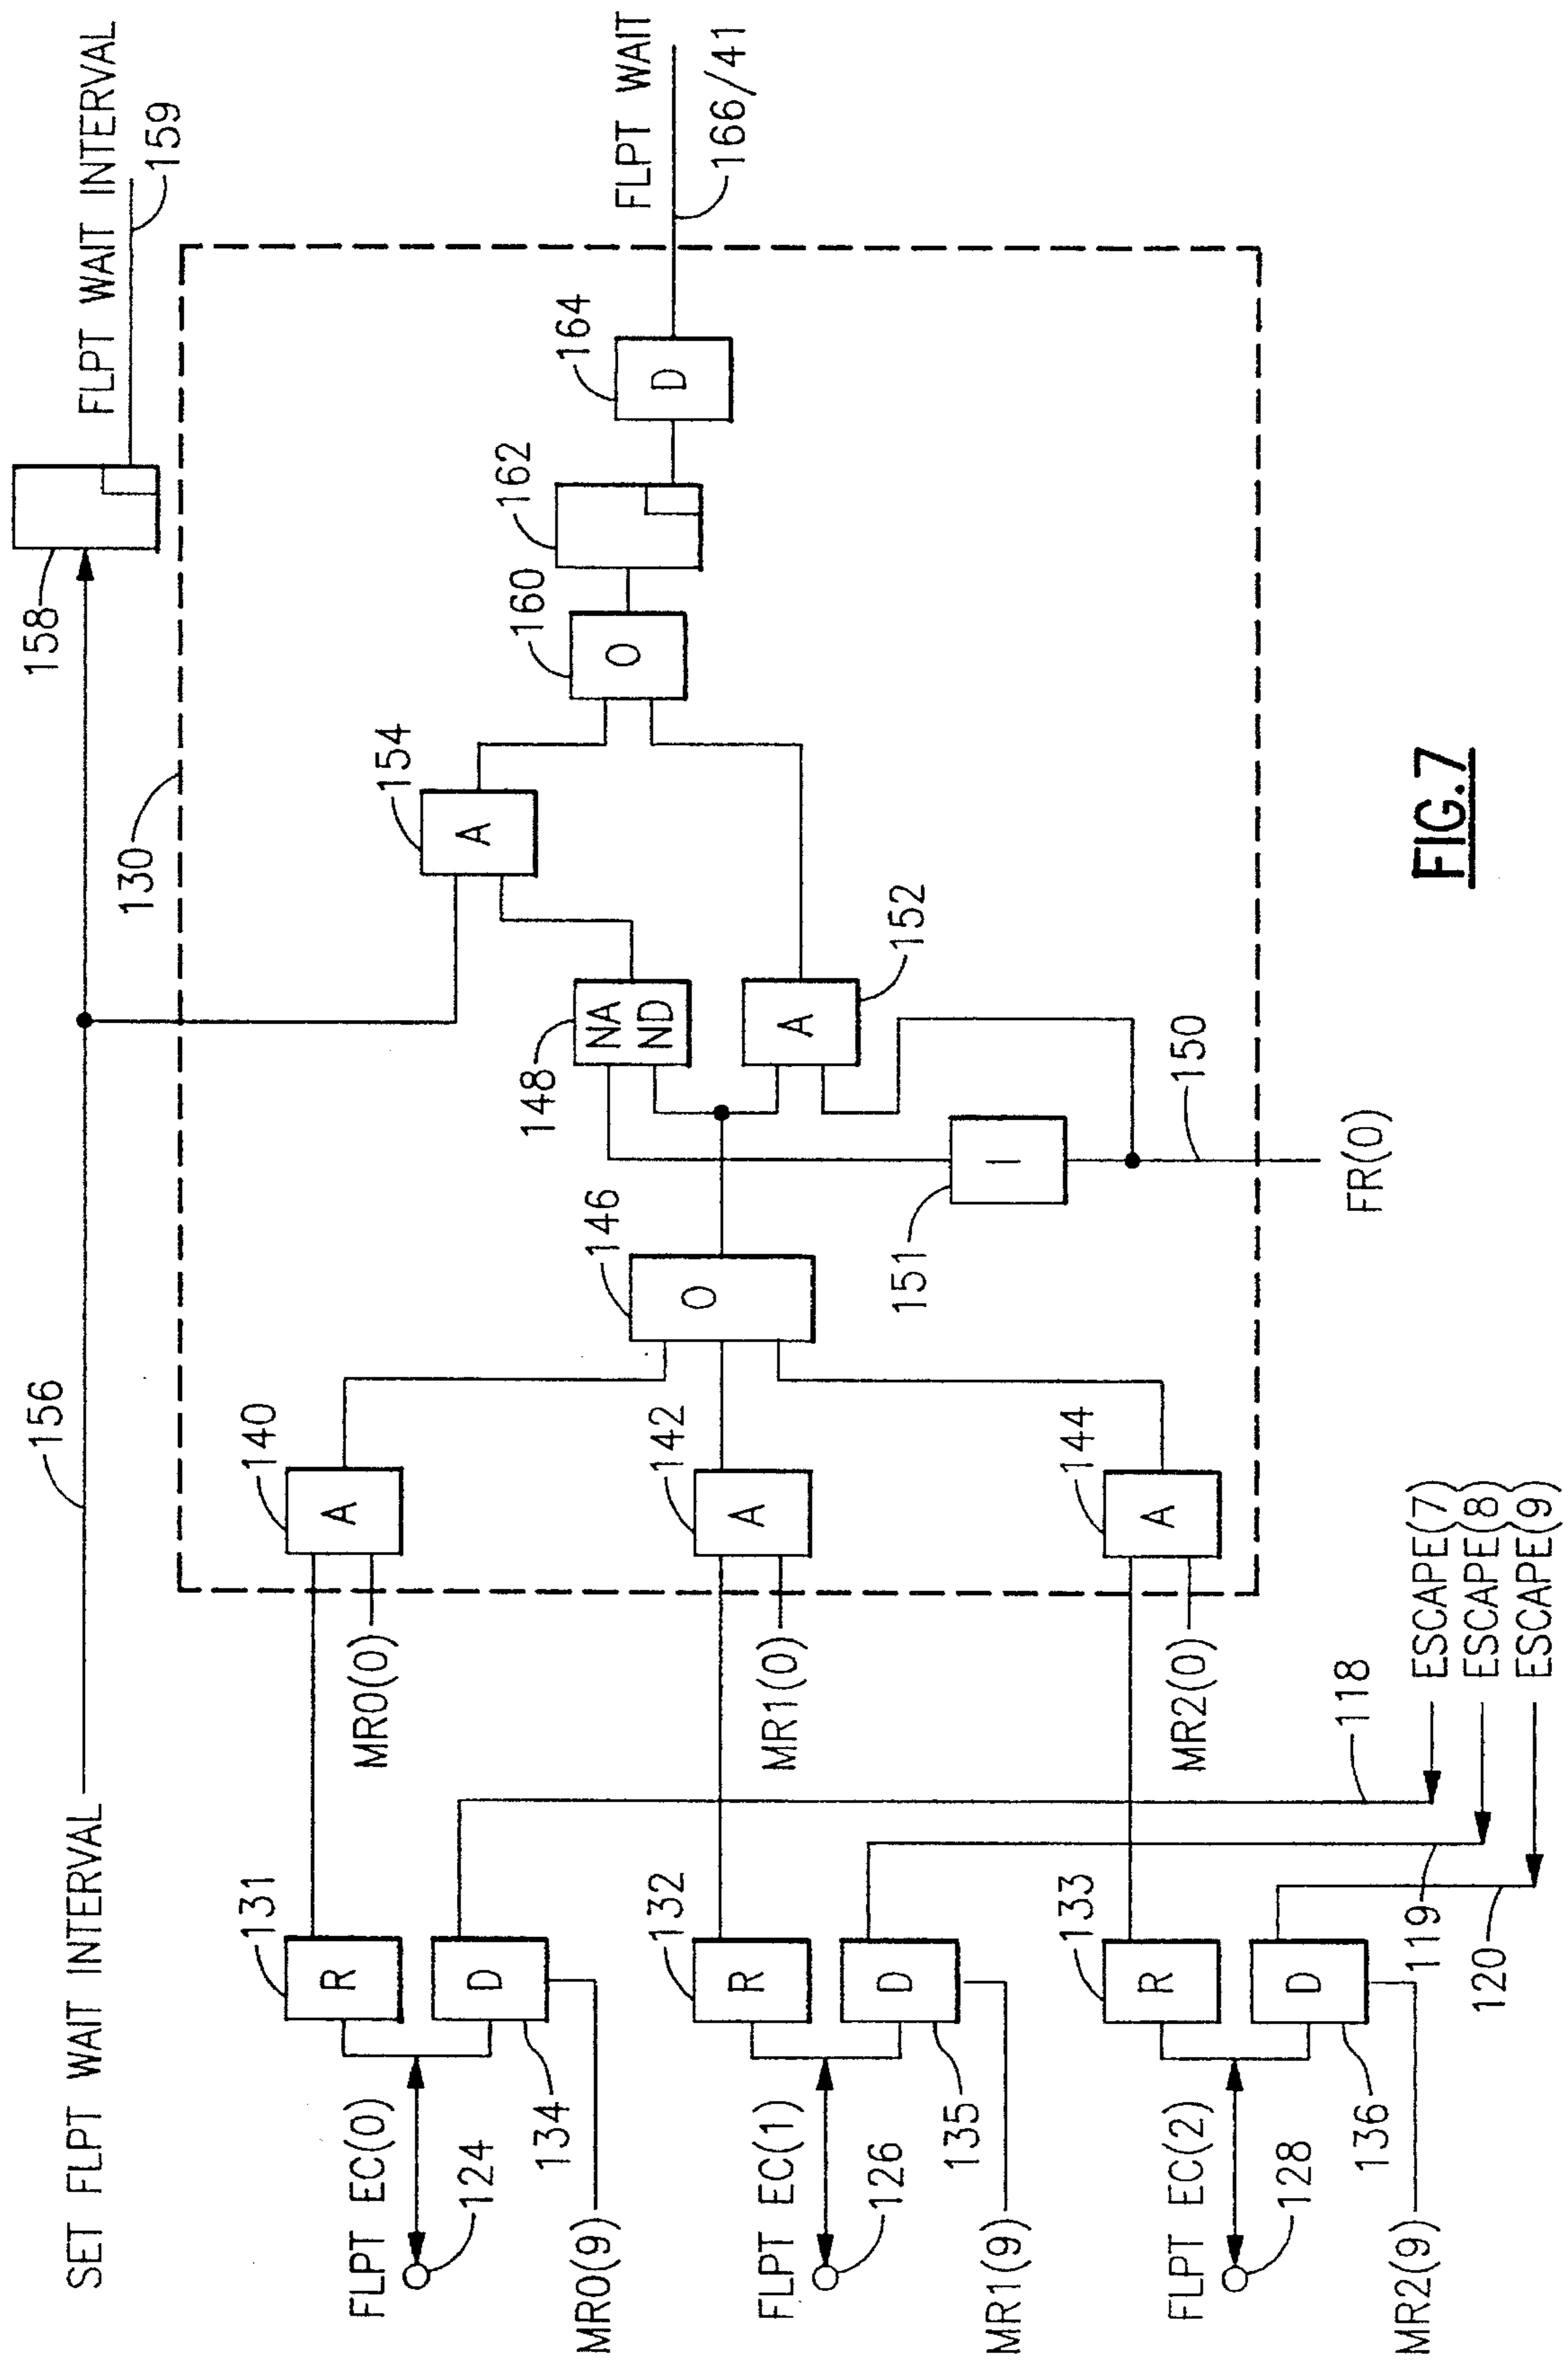 SET FLPT WAIT INTERVAL
156
158
FLPT WAIT INTERVAL
159
130
FLPT EC(0)
124
131
R
D
134
MR0(9)
MR0(0)
140
A
FLPT EC(1)
126
132
R
D
135
MR1(9)
MR1(0)
142
A
FLPT EC(2)
128
133
R
D
136
MR2(9)
MR2(0)
144
A
118
119
120
ESCAPE(7)
ESCAPE(8)
ESCAPE(9)
146
O
148
NA
ND
151
I
150
FR(0)
152
A
154
A
160
O
162
164
D
FLPT WAIT
166/41
FIG.7